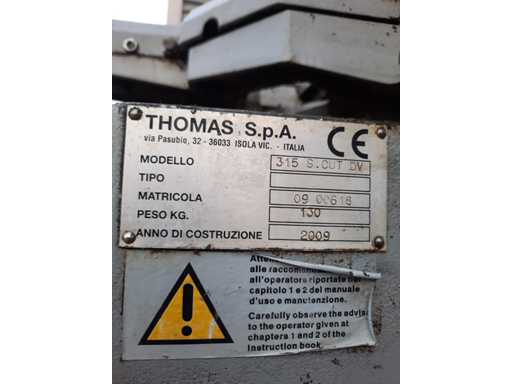 THOMAS S.p.A.
via Pasubio, 32 - 36033 ISOLA VIC. - ITALIA
CE
MODELLO 315 S.CUT DV
TIPO
MATRICOLA 09 00618
PESO KG. 130
ANNO DI COSTRUZIONE 2009
alle raccoman
all'operatore riportate nei
capitolo 1 e 2 del manuale
d'uso e manutenzione.
Carefully observe the advis
to the operator given at
chapters 1 and 2 of the
Instruction book